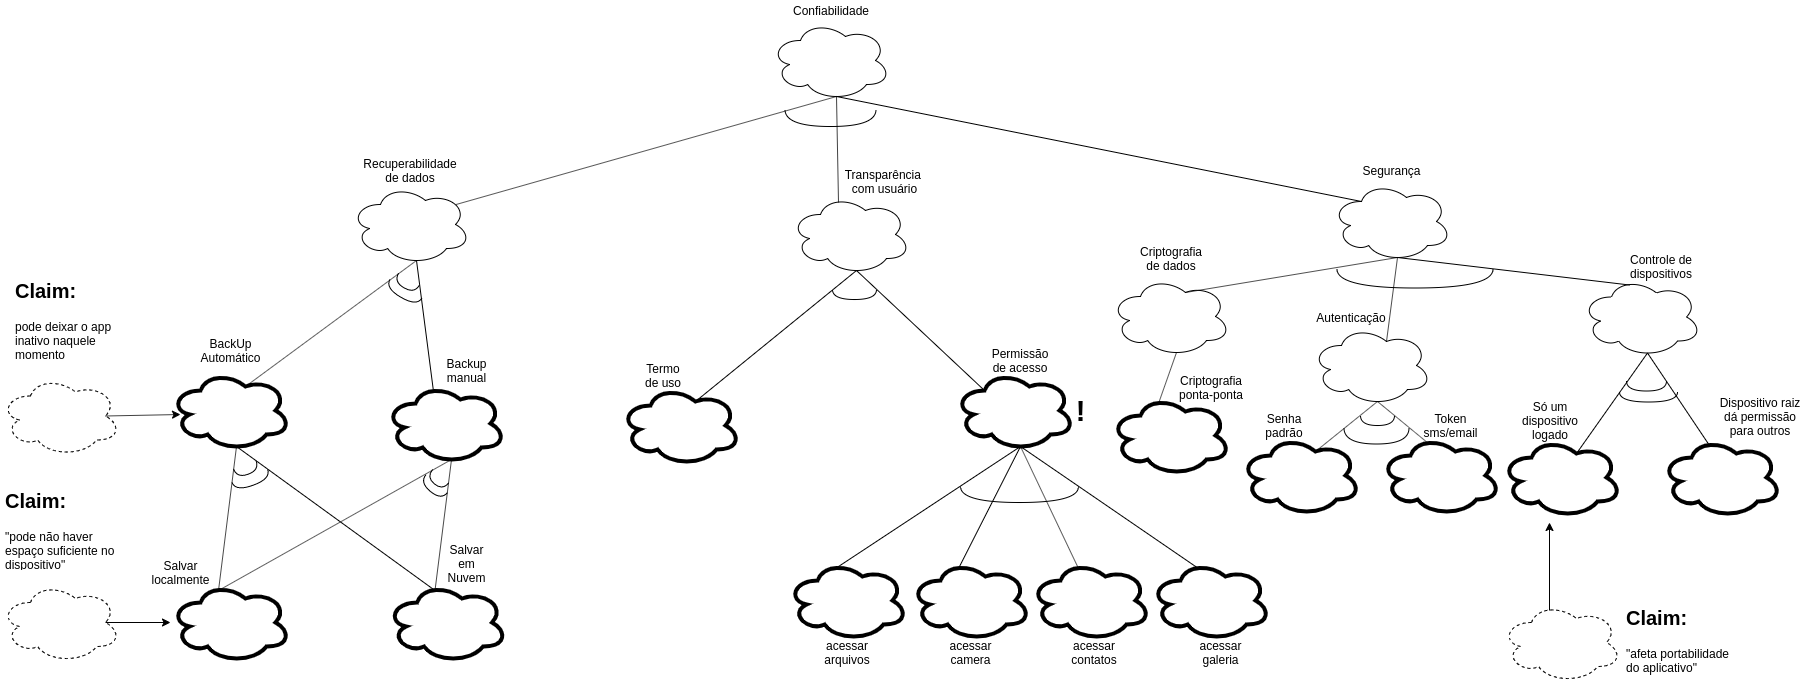 Confiabilidade
Recuperabilidade
de dados
Transparência
com usuário
Segurança
Criptografia
de dados
Controle de
dispositivos
Autenticação
Claim:
pode deixar o app
inativo naquele
momento
BackUp
Automático
Backup
manual
Termo
de uso
Permissão
de acesso
!
Criptografia
ponta-ponta
Senha
padrão
Token
sms/email
Só um
dispositivo
logado
Dispositivo raiz
dá permissão
para outros
Claim:
"pode não haver
espaço suficiente no
dispositivo"
Salvar
localmente
Salvar
em
Nuvem
acessar
arquivos
acessar
camera
acessar
contatos
acessar
galeria
Claim:
"afeta portabilidade
do aplicativo"